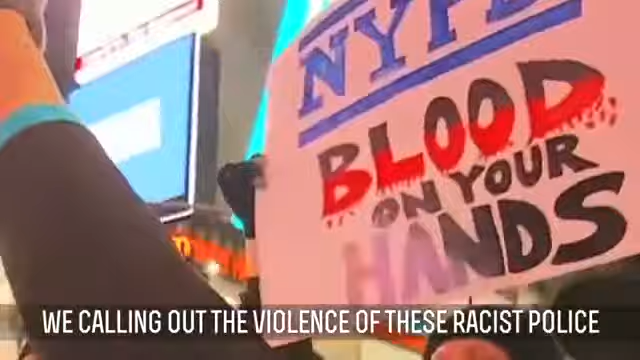 NYPD
BLOOD
ON YOUR
HANDS
WE CALLING OUT THE VIOLENCE OF THESE RACIST POLICE